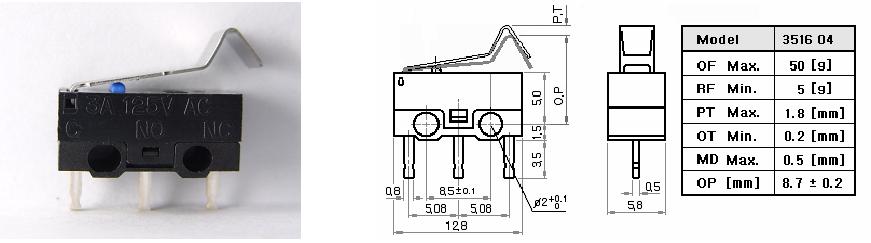 3A 125V AC
C NO NC
P,T
O,P
5,0
1,5
3,5
0,8
8,5±0.1
5,08 5,08
12,8
ø2+0.1 0
0,5
5,8
Model 3516 04
OF Max. 50 [g]
RF Min. 5 [g]
PT Max. 1.8 [mm]
OT Min. 0.2 [mm]
MD Max. 0.5 [mm]
OP [mm] 8.7 ± 0.2